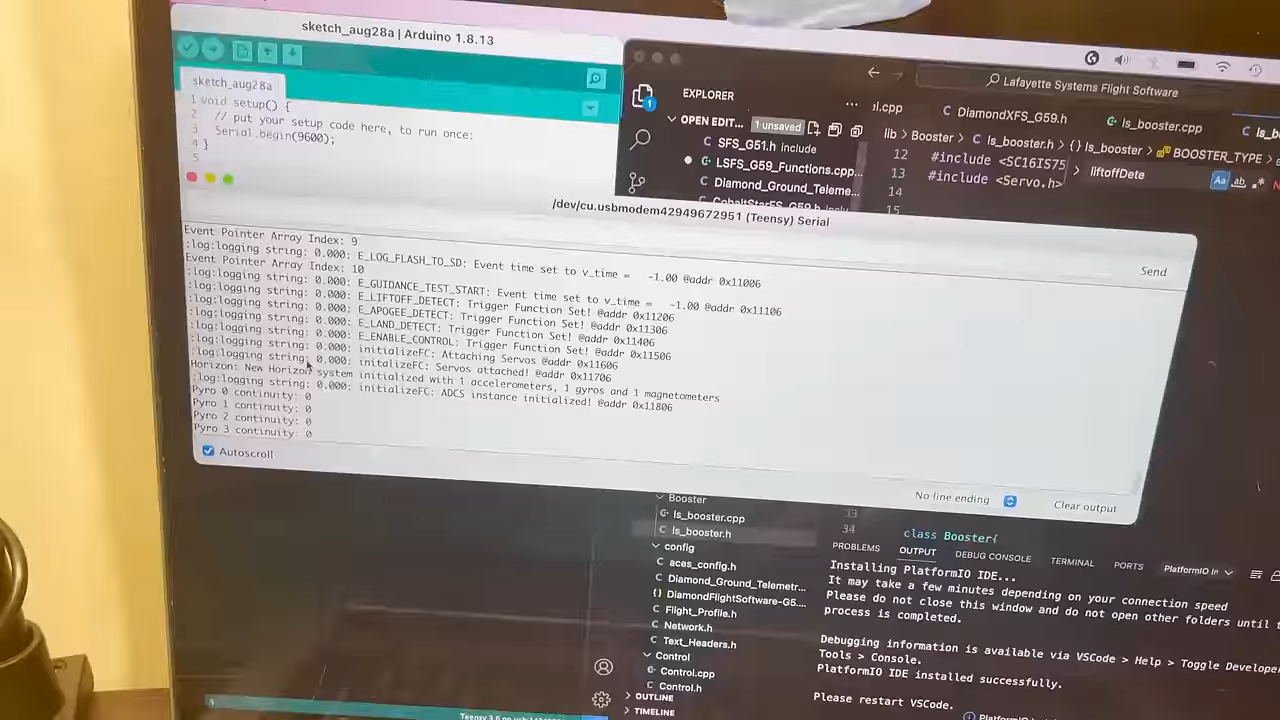 sketch_aug28a | Arduino 1.8.13
sketch_aug28a
1 void setup() {
2 // put your setup code here, to run once:
3 Serial.begin(9600);
4 }
5
/dev/cu.usbmodem42949672951 (Teensy) Serial
Send
Event Pointer Array Index: 9
:log:logging string: 0.000: E_LOG_FLASH_TO_SD: Event time set to v_time = -1.00 @addr 0x11006
Event Pointer Array Index: 10
:log:logging string: 0.000: E_GUIDANCE_TEST_START: Event time set to v_time = -1.00 @addr 0x11106
:log:logging string: 0.000: E_LIFTOFF_DETECT: Trigger Function Set! @addr 0x11206
:log:logging string: 0.000: E_APOGEE_DETECT: Trigger Function Set! @addr 0x11306
:log:logging string: 0.000: E_LAND_DETECT: Trigger Function Set! @addr 0x11406
:log:logging string: 0.000: E_ENABLE_CONTROL: Trigger Function Set! @addr 0x11506
:log:logging string: 0.000: initializeFC: Attaching Servos @addr 0x11606
:log:logging string: 0.000: initalizeFC: Servos attached! @addr 0x11706
Horizon: New Horizon system initialized with 1 accelerometers, 1 gyros and 1 magnetometers
:log:logging string: 0.000: initializeFC: ADCS instance initialized! @addr 0x11806
Pyro 0 continuity: 0
Pyro 1 continuity: 0
Pyro 2 continuity: 0
Pyro 3 continuity: 0
Autoscroll
No line ending
Clear output
Lafayette Systems Flight Software
EXPLORER
OPEN EDIT... 1 unsaved
SFS_G51.h include
LSFS_G59_Functions.cpp...
Diamond_Ground_Teleme...
CobaltStarFS_G59.h inclu
DiamondXFS_G59.h
ls_booster.cpp
lib > Booster > ls_booster.h > {} ls_booster > BOOSTER_TYPE >
12 #include <SC16IS75
13 #include <Servo.h>
14
15
liftoffDete
Booster
ls_booster.cpp
ls_booster.h
config
aces_config.h
Diamond_Ground_Telemetr...
DiamondFlightSoftware-G5....
Flight_Profile.h
Network.h
Text_Headers.h
Control
Control.cpp
Control.h
OUTLINE
TIMELINE
33
34 class Booster{
PROBLEMS OUTPUT DEBUG CONSOLE TERMINAL PORTS PlatformIO In
Installing PlatformIO IDE...
It may take a few minutes depending on your connection speed
Please do not close this window and do not open other folders until t
process is completed.
Debugging information is available via VSCode > Help > Toggle Develope
Tools > Console.
PlatformIO IDE installed successfully.
Please restart VSCode.